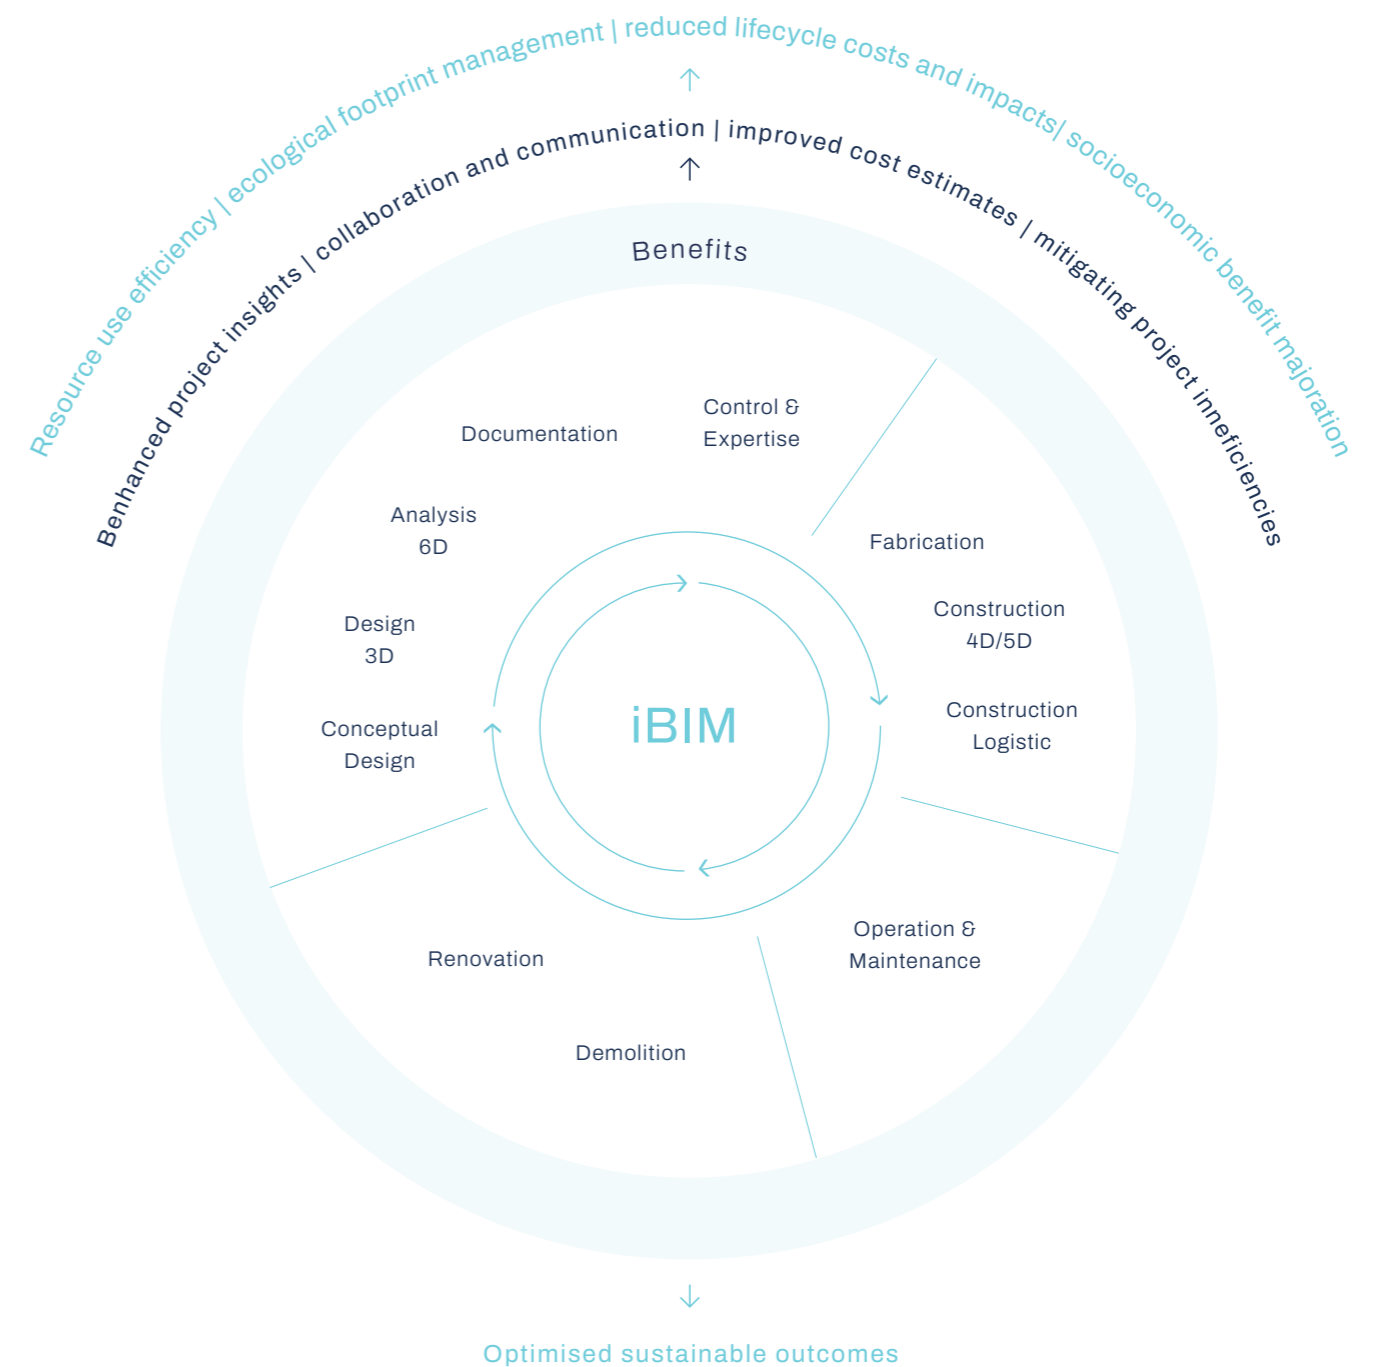 Resource use efficiency | ecological footprint management | reduced lifecycle costs and impacts| socioeconomic benefit majoration
Benhanced project insights | collaboration and communication | improved cost estimates | mitigating project inneficiencies
Benefits
Control &
Expertise
Documentation
Analysis
6D
Design
3D
Conceptual
Design
Fabrication
Construction
4D/5D
Construction
Logistic
iBIM
Operation &
Maintenance
Renovation
Demolition
Optimised sustainable outcomes